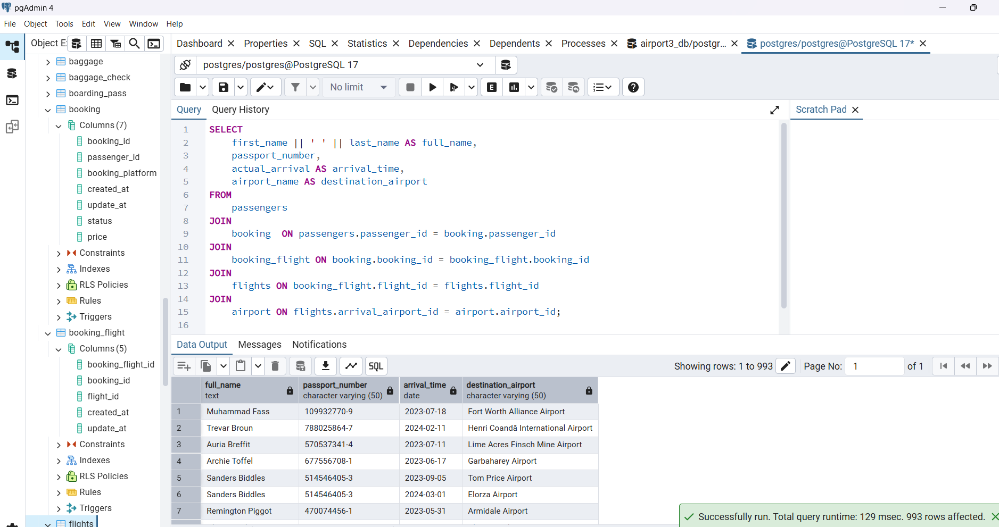 pgAdmin 4
File Object Tools Edit View Window Help
Object E
Dashboard Properties SQL Statistics Dependencies Dependents Processes airport3_db/postgr... postgres/postgres@PostgreSQL 17*
postgres/postgres@PostgreSQL 17
No limit
E
Query Query History
Scratch Pad
baggage
baggage_check
boarding_pass
booking
Columns (7)
booking_id
passenger_id
booking_platform
created_at
update_at
status
price
Constraints
Indexes
RLS Policies
Rules
Triggers
booking_flight
Columns (5)
booking_flight_id
booking_id
flight_id
created_at
update_at
Constraints
Indexes
RLS Policies
Rules
Triggers
flights
1 SELECT
2 first_name || ' ' || last_name AS full_name,
3 passport_number,
4 actual_arrival AS arrival_time,
5 airport_name AS destination_airport
6 FROM
7 passengers
8 JOIN
9 booking  ON passengers.passenger_id = booking.passenger_id
10 JOIN
11 booking_flight ON booking.booking_id = booking_flight.booking_id
12 JOIN
13 flights ON booking_flight.flight_id = flights.flight_id
14 JOIN
15 airport ON flights.arrival_airport_id = airport.airport_id;
16
Data Output Messages Notifications
SQL
Showing rows: 1 to 993 Page No: 1 of 1
full_name passport_number arrival_time destination_airport
text character varying (50) date character varying (50)
1 Muhammad Fass 109932770-9 2023-07-18 Fort Worth Alliance Airport
2 Trevar Broun 788025864-7 2024-02-11 Henri Coandă International Airport
3 Auria Breffit 570537341-4 2023-07-11 Lime Acres Finsch Mine Airport
4 Archie Toffel 677556708-1 2023-06-17 Garbaharey Airport
5 Sanders Biddles 514546405-3 2023-09-05 Tom Price Airport
6 Sanders Biddles 514546405-3 2024-03-01 Elorza Airport
7 Remington Piggot 470074456-1 2023-05-31 Armidale Airport
Successfully run. Total query runtime: 129 msec. 993 rows affected.